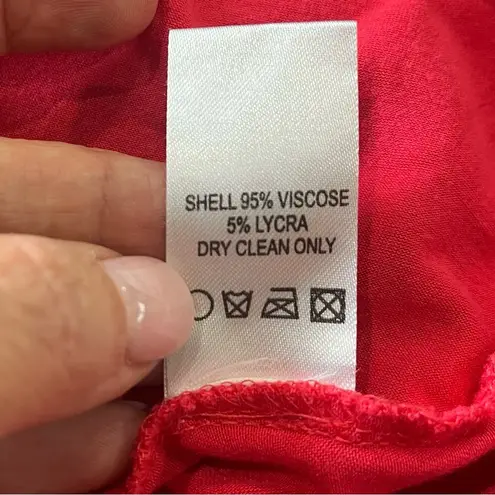 SHELL 95% VISCOSE
5% LYCRA
DRY CLEAN ONLY